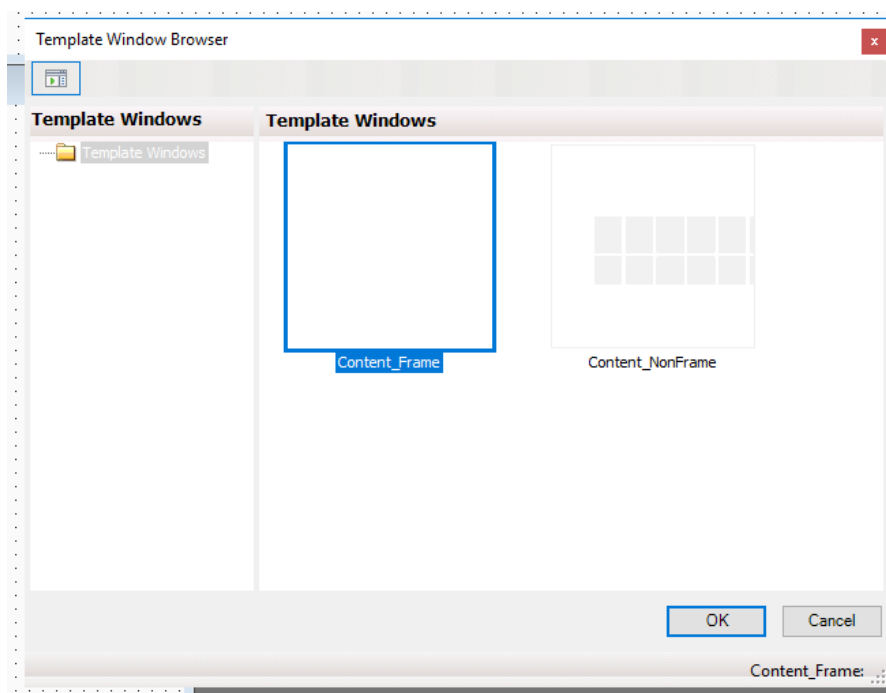 Template Window Browser
x
Template Windows
Template Windows
Template Windows
Content_Frame
Content_NonFrame
OK
Cancel
Content_Frame: